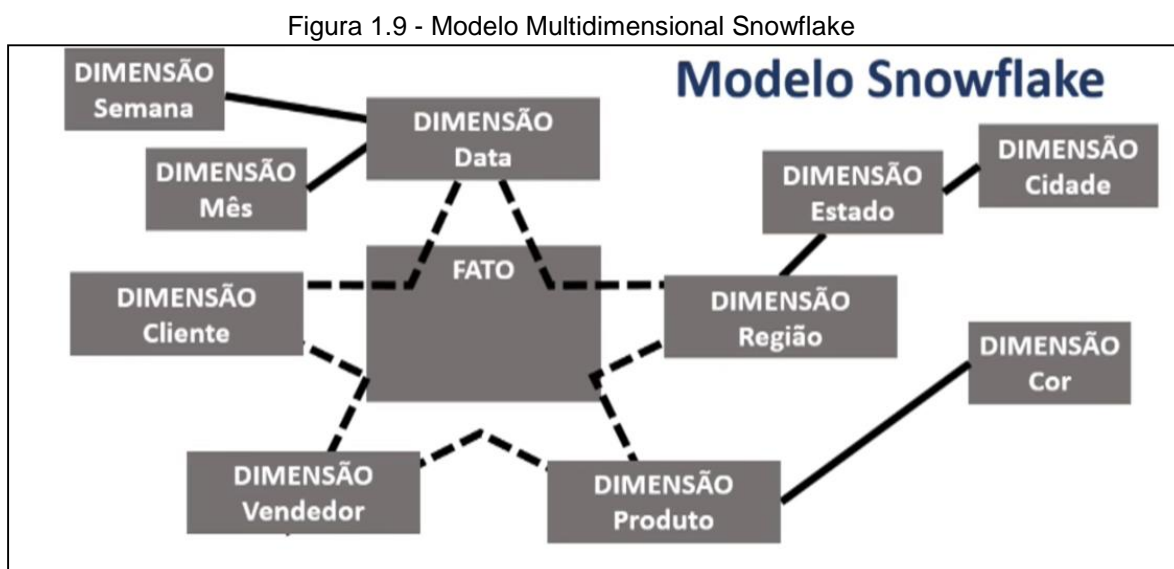 Figura 1.9 - Modelo Multidimensional Snowflake
Modelo Snowflake
DIMENSÃO
Semana
DIMENSÃO
Data
DIMENSÃO
Mês
DIMENSÃO
Estado
DIMENSÃO
Cidade
FATO
DIMENSÃO
Cliente
DIMENSÃO
Região
DIMENSÃO
Cor
DIMENSÃO
Vendedor
DIMENSÃO
Produto